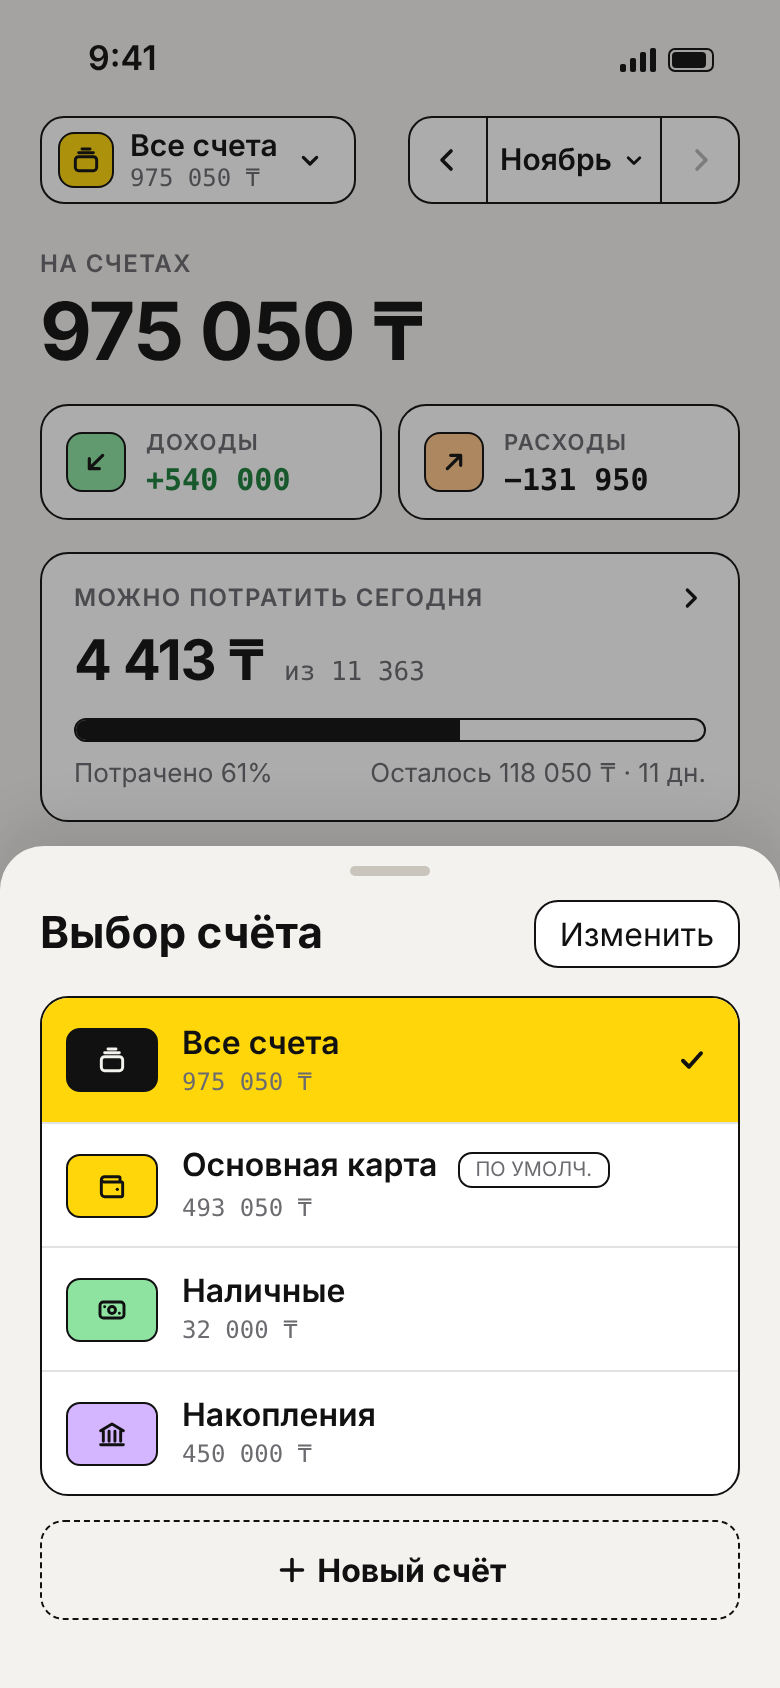 9:41
Все счета
975 050 ₸
Ноябрь
НА СЧЕТАХ
975 050 ₸
ДОХОДЫ
+540 000
РАСХОДЫ
−131 950
МОЖНО ПОТРАТИТЬ СЕГОДНЯ
4 413 ₸ из 11 363
Потрачено 61% Осталось 118 050 ₸ · 11 дн.
Выбор счёта
Изменить
Все счета
975 050 ₸
Основная карта ПО УМОЛЧ.
493 050 ₸
Наличные
32 000 ₸
Накопления
450 000 ₸
+ Новый счёт